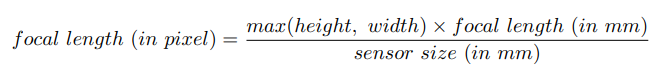 focal length (in pixel) = max(height, width) × focal length (in mm) / sensor size (in mm)